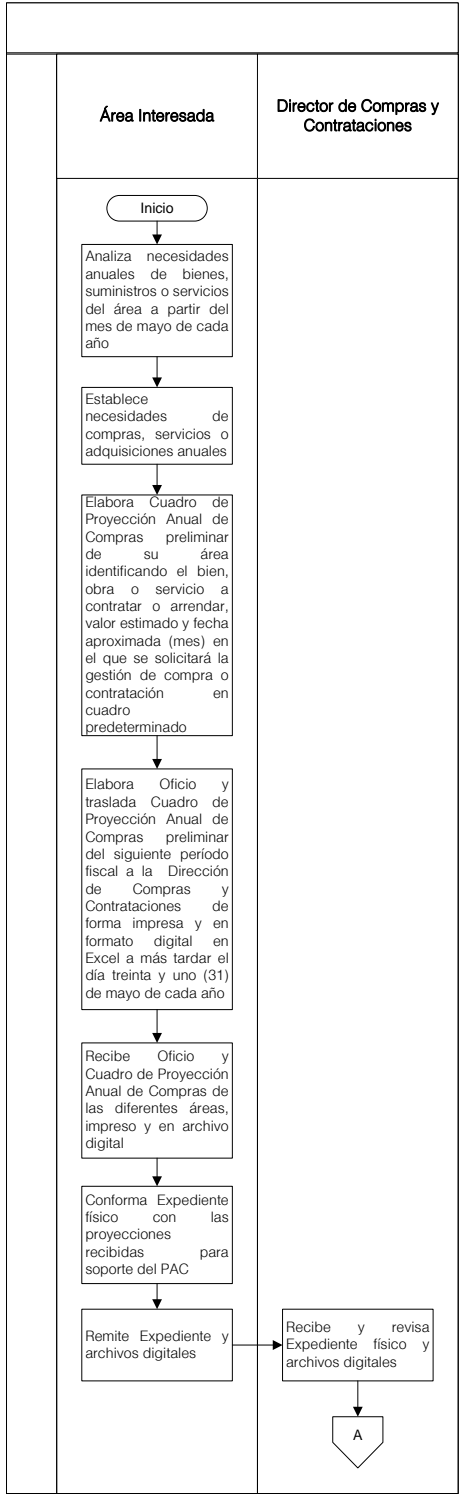 Área Interesada
Director de Compras y
Contrataciones
Inicio
Analiza necesidades
anuales de bienes,
suministros o servicios
del área a partir del
mes de mayo de cada
año
Establece
necesidades de
compras, servicios o
adquisiciones anuales
Elabora Cuadro de
Proyección Anual de
Compras preliminar
de su área
identificando el bien,
obra o servicio a
contratar o arrendar,
valor estimado y fecha
aproximada (mes) en
el que se solicitará la
gestión de compra o
contratación en
cuadro
predeterminado
Elabora Oficio y
traslada Cuadro de
Proyección Anual de
Compras preliminar
del siguiente período
fiscal a la Dirección
de Compras y
Contrataciones de
forma impresa y en
formato digital en
Excel a más tardar el
día treinta y uno (31)
de mayo de cada año
Recibe Oficio y
Cuadro de Proyección
Anual de Compras de
las diferentes áreas,
impreso y en archivo
digital
Conforma Expediente
físico con las
proyecciones
recibidas para
soporte del PAC
Remite Expediente y
archivos digitales
Recibe y revisa
Expediente físico y
archivos digitales
A